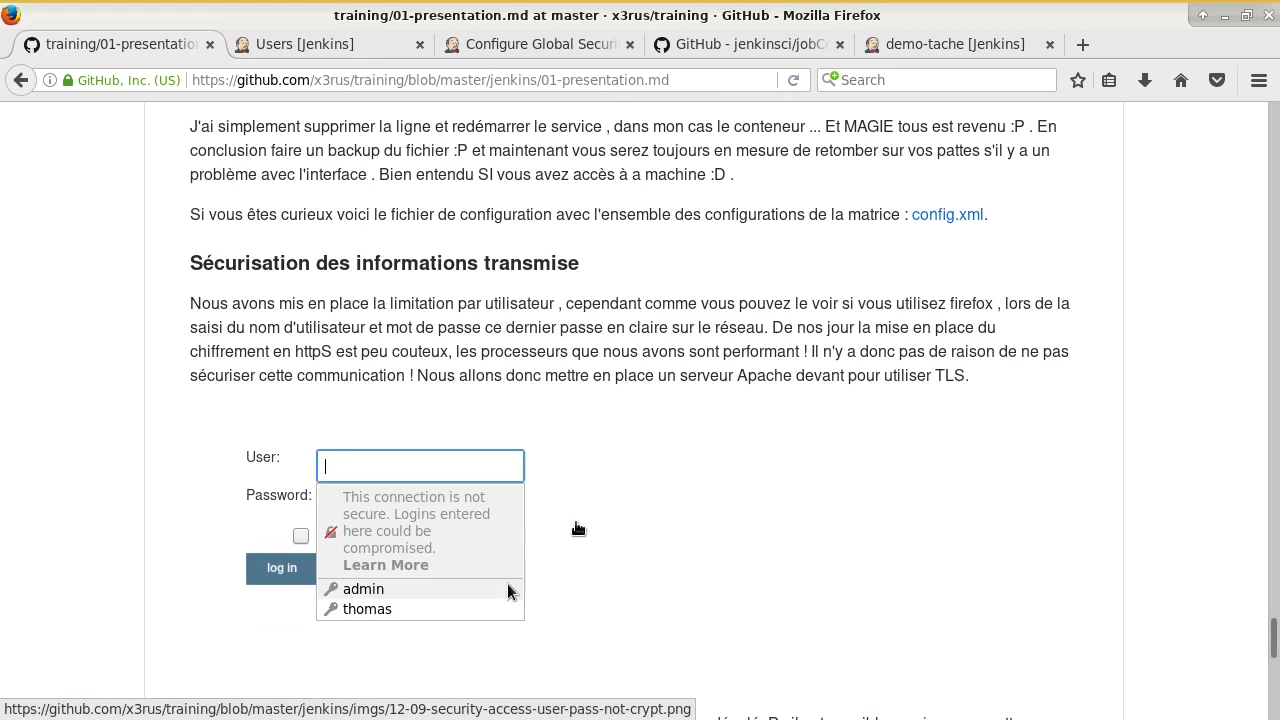 training/01-presentation.md at master · x3rus/training · GitHub - Mozilla Firefox
training/01-presentatio
Users [Jenkins]
Configure Global Securi
GitHub - jenkinsci/jobCo
demo-tache [Jenkins]
GitHub, Inc. (US)
https://github.com/x3rus/training/blob/master/jenkins/01-presentation.md
Search
J'ai simplement supprimer la ligne et redémarrer le service , dans mon cas le conteneur ... Et MAGIE tous est revenu :P . En
conclusion faire un backup du fichier :P et maintenant vous serez toujours en mesure de retomber sur vos pattes s'il y a un
problème avec l'interface . Bien entendu SI vous avez accès à a machine :D .
Si vous êtes curieux voici le fichier de configuration avec l'ensemble des configurations de la matrice : config.xml.
Sécurisation des informations transmise
Nous avons mis en place la limitation par utilisateur , cependant comme vous pouvez le voir si vous utilisez firefox , lors de la
saisi du nom d'utilisateur et mot de passe ce dernier passe en claire sur le réseau. De nos jour la mise en place du
chiffrement en httpS est peu couteux, les processeurs que nous avons sont performant ! Il n'y a donc pas de raison de ne pas
sécuriser cette communication ! Nous allons donc mettre en place un serveur Apache devant pour utiliser TLS.
User:
Password:
This connection is not
secure. Logins entered
here could be
compromised.
Learn More
log in
admin
thomas
https://github.com/x3rus/training/blob/master/jenkins/imgs/12-09-security-access-user-pass-not-crypt.png